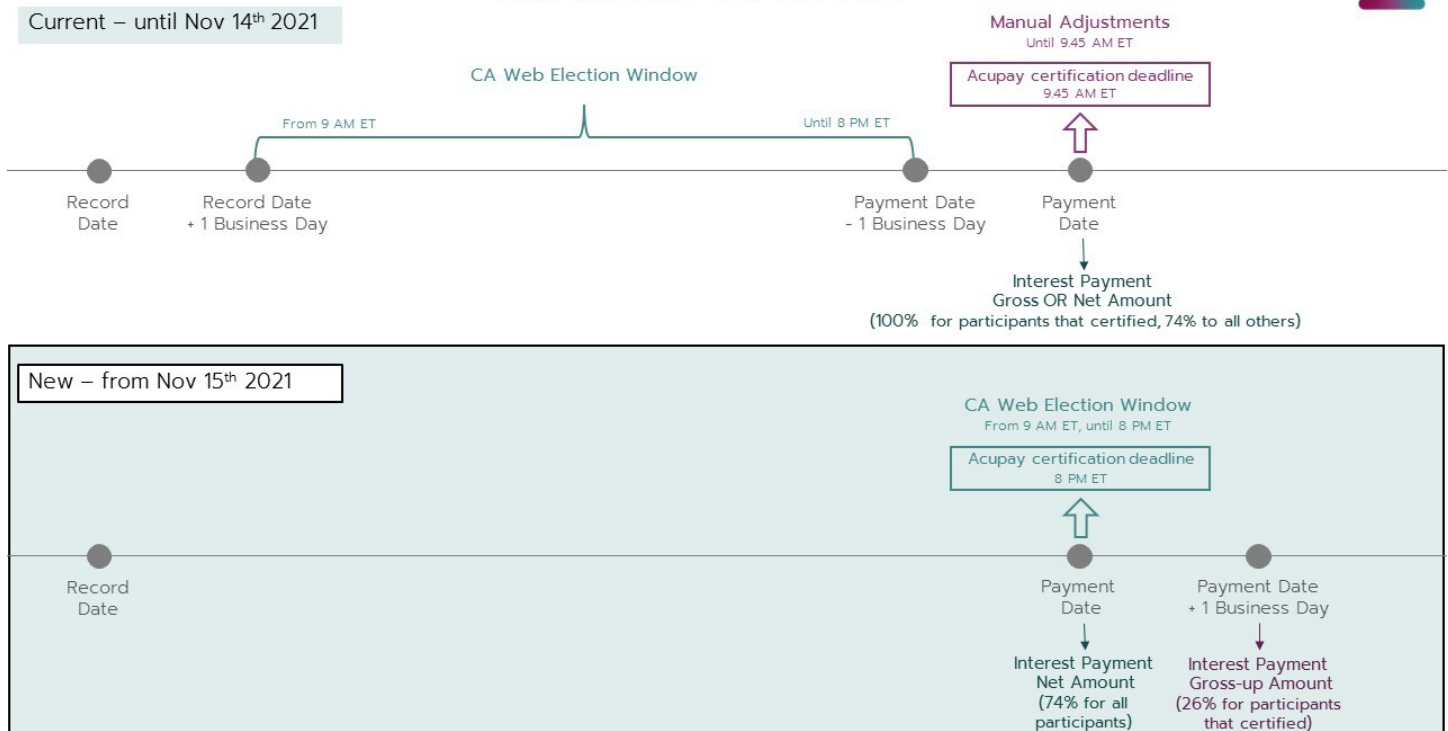 Current – until Nov 14th 2021
Manual Adjustments
Until 9.45 AM ET
CA Web Election Window
Acupay certification deadline
9.45 AM ET
From 9 AM ET
Until 8 PM ET
Record
Date
Record Date
+ 1 Business Day
Payment Date
- 1 Business Day
Payment
Date
Interest Payment
Gross OR Net Amount
(100% for participants that certified, 74% to all others)
New – from Nov 15th 2021
CA Web Election Window
From 9 AM ET, until 8 PM ET
Acupay certification deadline
8 PM ET
Record
Date
Payment
Date
Payment Date
+ 1 Business Day
Interest Payment
Net Amount
(74% for all
participants)
Interest Payment
Gross-up Amount
(26% for participants
that certified)